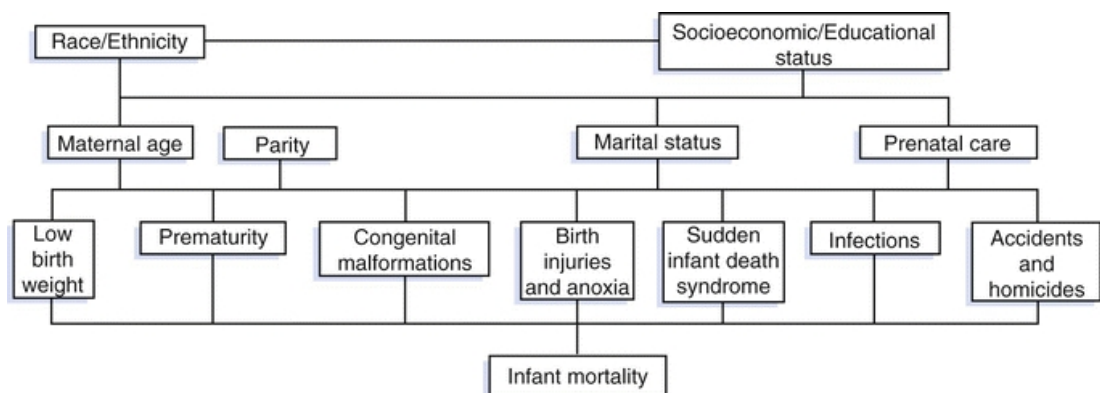 Race/Ethnicity
Socioeconomic/Educational
status
Maternal age
Parity
Marital status
Prenatal care
Low
birth
weight
Prematurity
Congenital
malformations
Birth
injuries
and anoxia
Sudden
infant death
syndrome
Infections
Accidents
and
homicides
Infant mortality